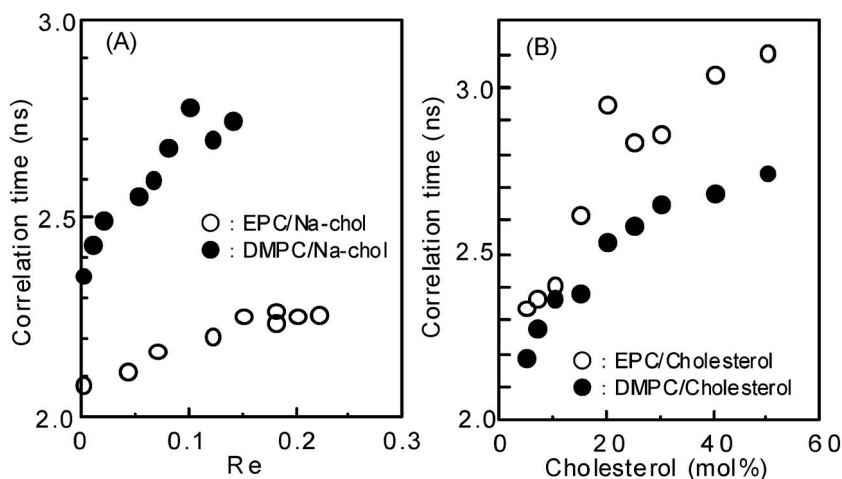 (A)
Correlation time (ns)
3.0
2.5
2.0
○ : EPC/Na-chol
● : DMPC/Na-chol
0 0.1 0.2 0.3
Re
(B)
Correlation time (ns)
3.0
2.5
2.0
○ : EPC/Cholesterol
● : DMPC/Cholesterol
0 20 40 60
Cholesterol (mol%)